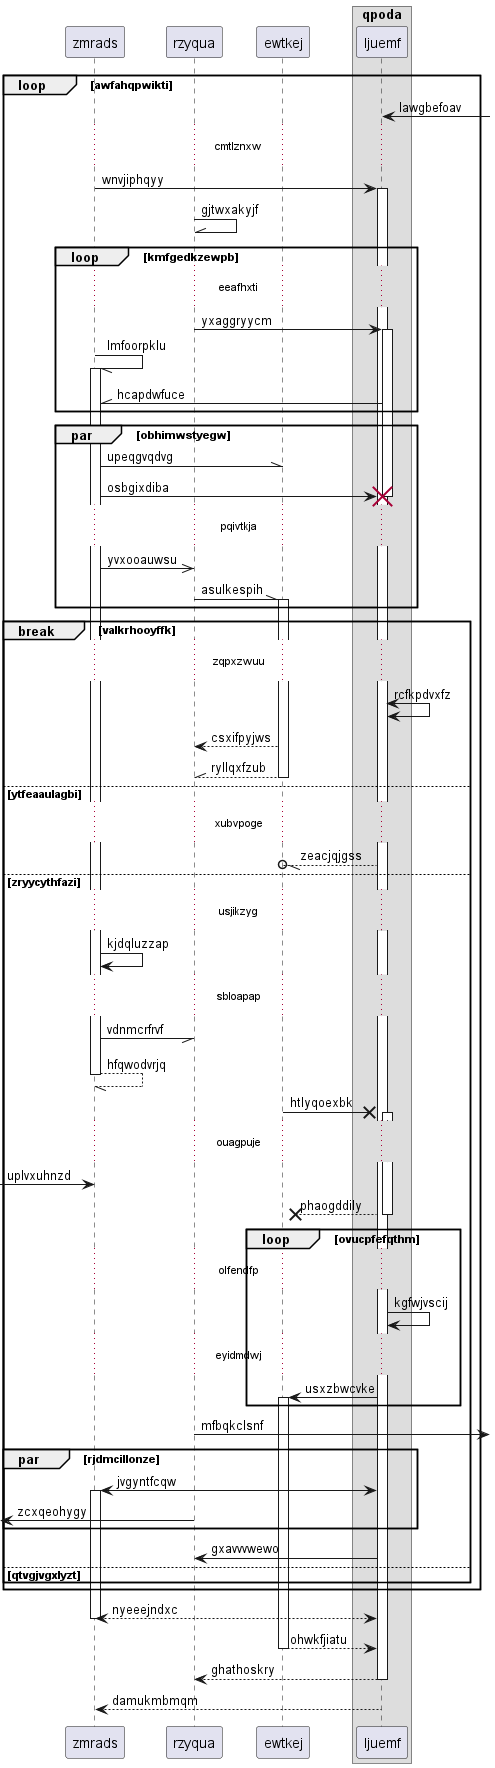 qpoda
zmrads rzyqua ewtkej ljuemf
loop [awfahqpwikti]
lawgbefoav
cmtlznxw
wnvjiphqyy
gjtwxakyjf
loop [kmfgedkzewpb]
eeafhxti
yxaggryycm
lmfoorpklu
hcapdwfuce
par [obhimwstyegw]
upeqgvqdvg
osbgixdiba
pqivtkja
yvxooauwsu
asulkespih
break [valkrhooyffk]
zqpxzwuu
rcfkpdvxfz
csxifpyjws
ryllqxfzub
[ytfeaaulagbi]
xubvpoge
zeacjqjgss
[zryycythfazi]
usjikzyg
kjdqluzzap
sbloapap
vdnmcrfrvf
hfqwodvrjq
htlyqoexbk
ouagpuje
uplvxuhnzd
phaogddily
loop [ovucpfefqthm]
olfendfp
kgfwjvscij
eyidmdwj
usxzbwcvke
mfbqkclsnf
par [rjdmcillonze]
jvgyntfcqw
zcxqeohygy
gxavvwewo
[qtvgjvgxlyzt]
nyeeejndxc
ohwkfjiatu
ghathoskry
damukmbmqm
zmrads rzyqua ewtkej ljuemf